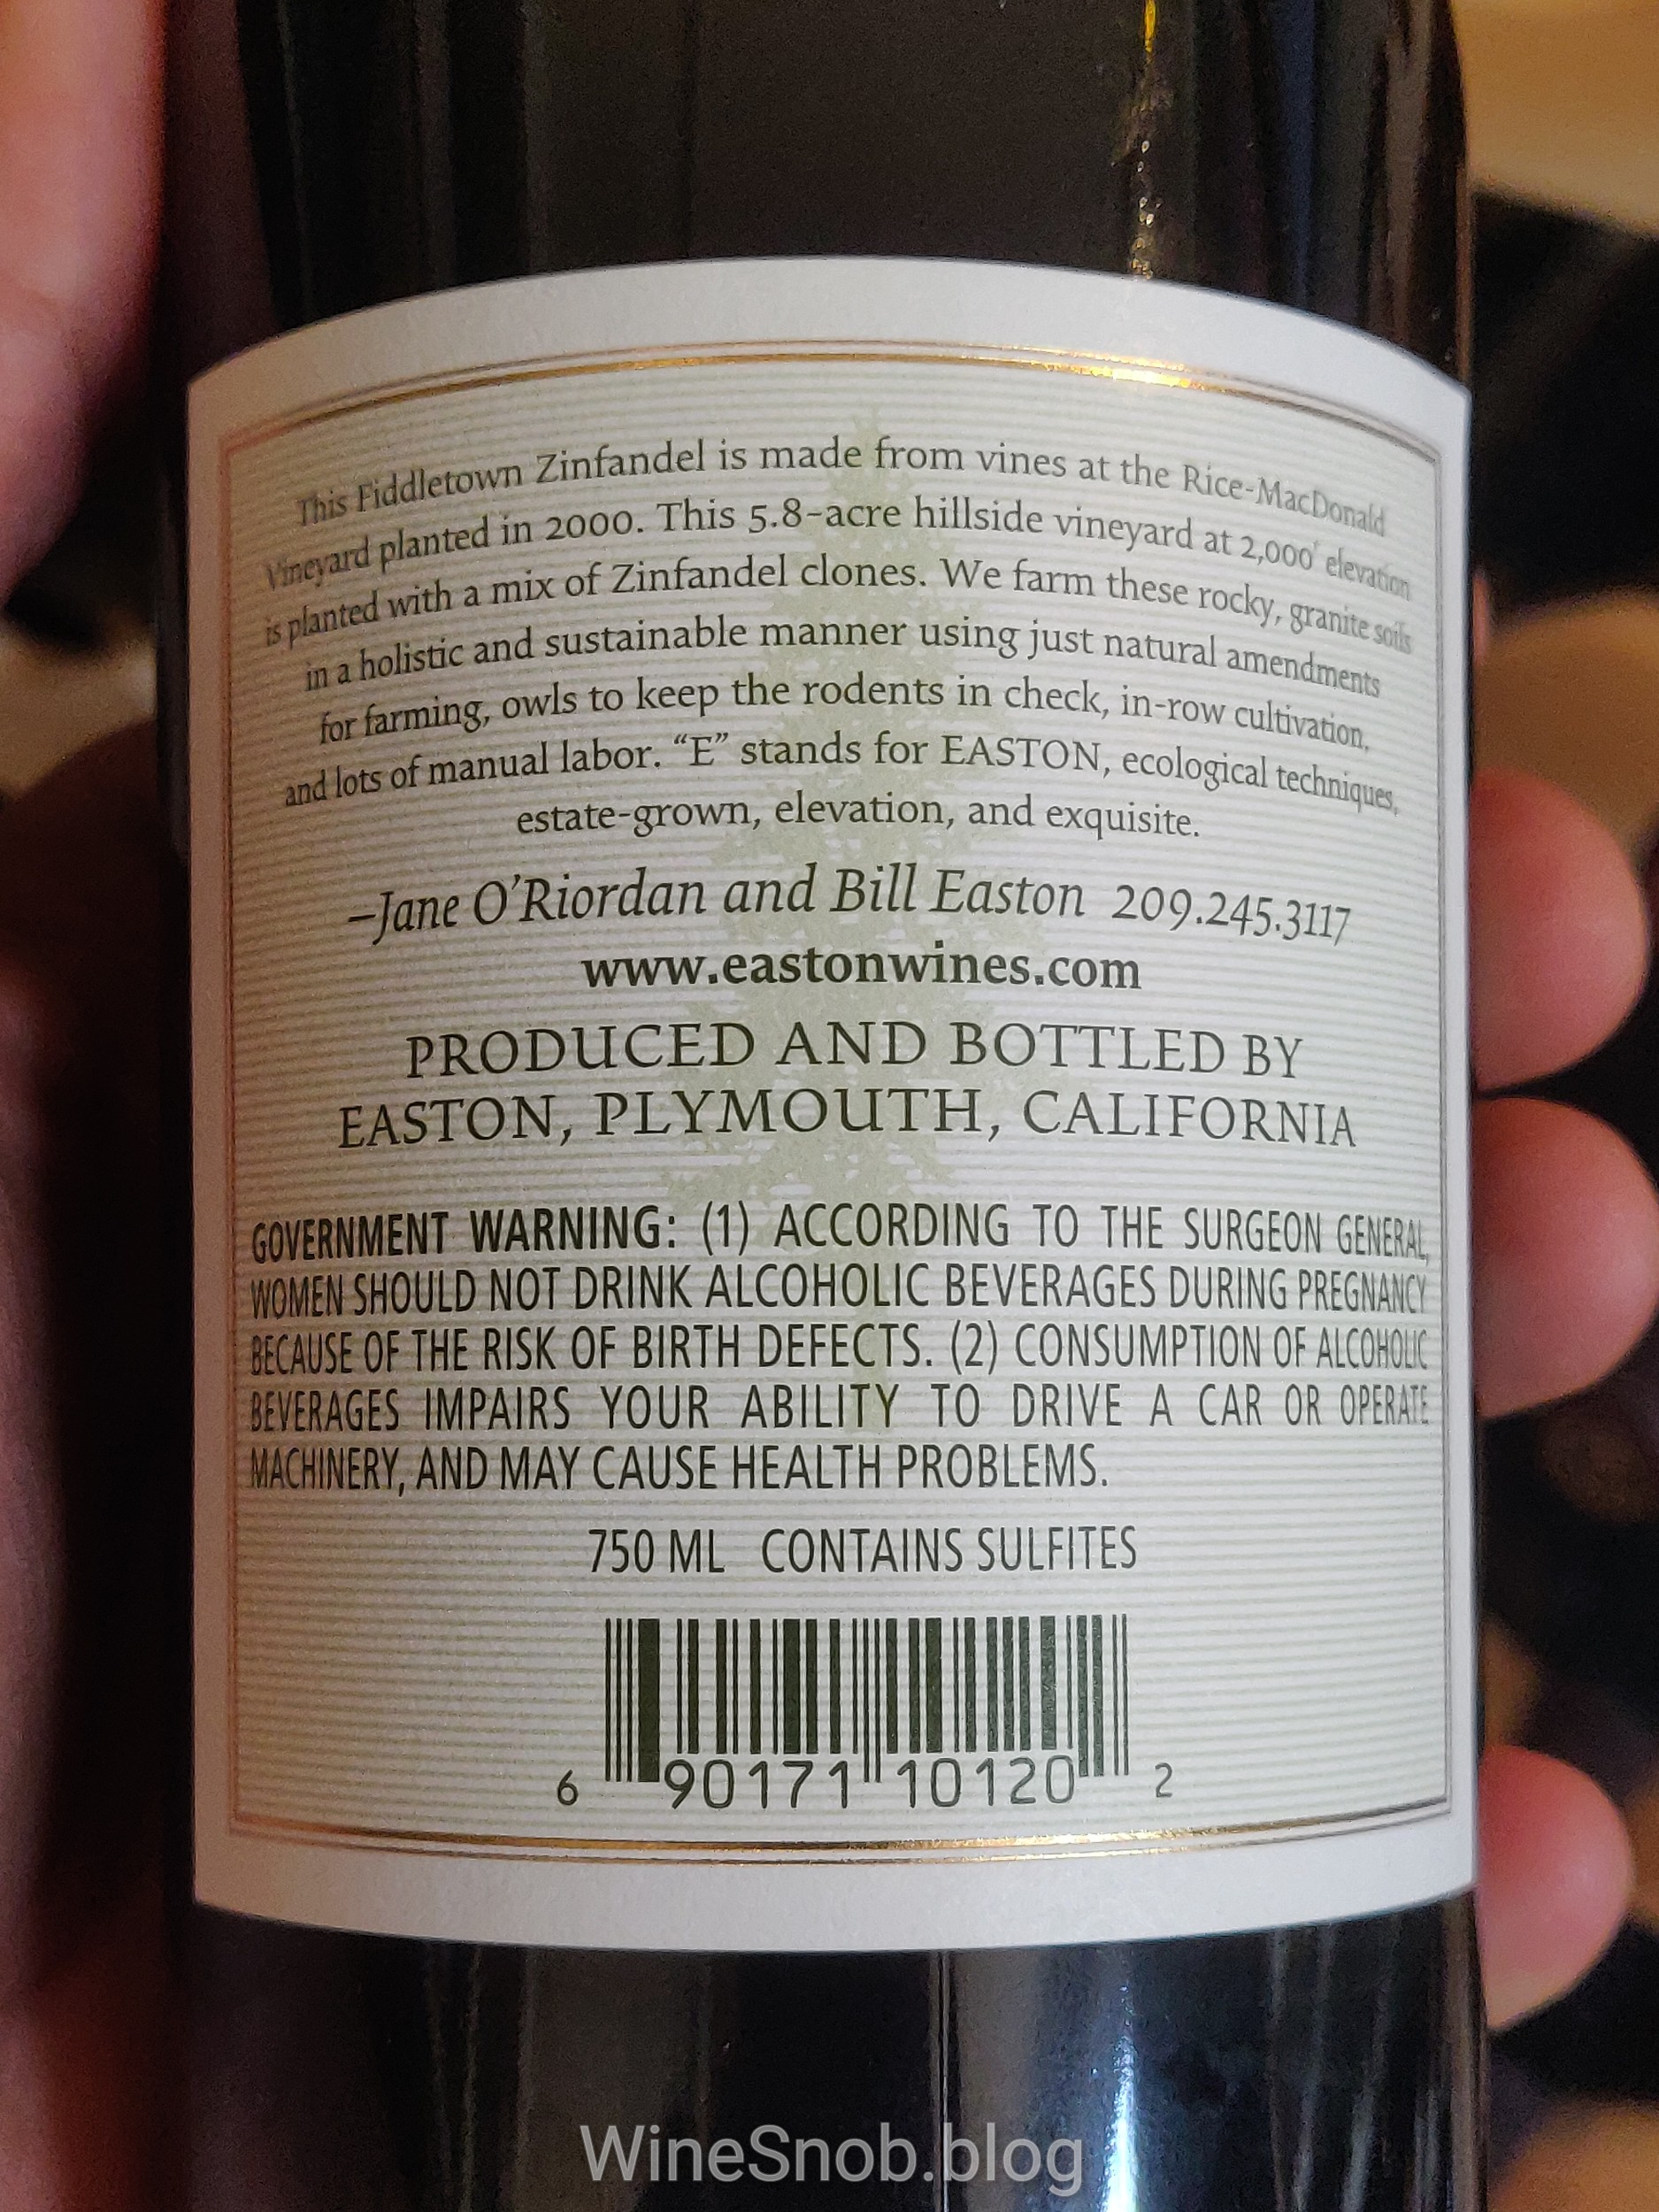 This Fiddletown Zinfandel is made from vines at the Rice-MacDonald
Vineyard planted in 2000. This 5.8-acre hillside vineyard at 2,000' elevation
is planted with a mix of Zinfandel clones. We farm these rocky, granite soils
in a holistic and sustainable manner using just natural amendments
for farming, owls to keep the rodents in check, in-row cultivation,
and lots of manual labor. “E” stands for EASTON, ecological techniques,
estate-grown, elevation, and exquisite.
–Jane O’Riordan and Bill Easton 209.245.3117
www.eastonwines.com
PRODUCED AND BOTTLED BY
EASTON, PLYMOUTH, CALIFORNIA
GOVERNMENT WARNING: (1) ACCORDING TO THE SURGEON GENERAL,
WOMEN SHOULD NOT DRINK ALCOHOLIC BEVERAGES DURING PREGNANCY
BECAUSE OF THE RISK OF BIRTH DEFECTS. (2) CONSUMPTION OF ALCOHOLIC
BEVERAGES IMPAIRS YOUR ABILITY TO DRIVE A CAR OR OPERATE
MACHINERY, AND MAY CAUSE HEALTH PROBLEMS.
750 ML CONTAINS SULFITES
6 90171 10120 2
WineSnob.blog